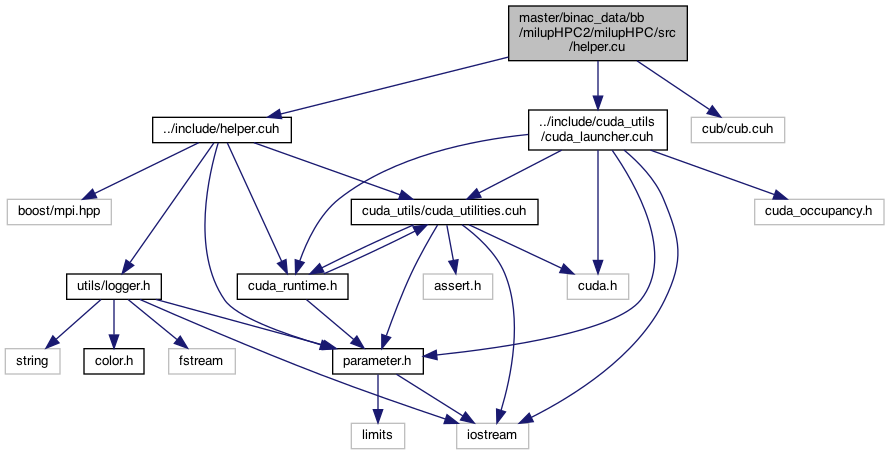 master/binac_data/bb
/milupHPC2/milupHPC/src
/helper.cu
../include/helper.cuh
../include/cuda_utils
/cuda_launcher.cuh
cub/cub.cuh
boost/mpi.hpp
cuda_utils/cuda_utilities.cuh
cuda_occupancy.h
utils/logger.h
cuda_runtime.h
assert.h
cuda.h
string
color.h
fstream
parameter.h
limits
iostream